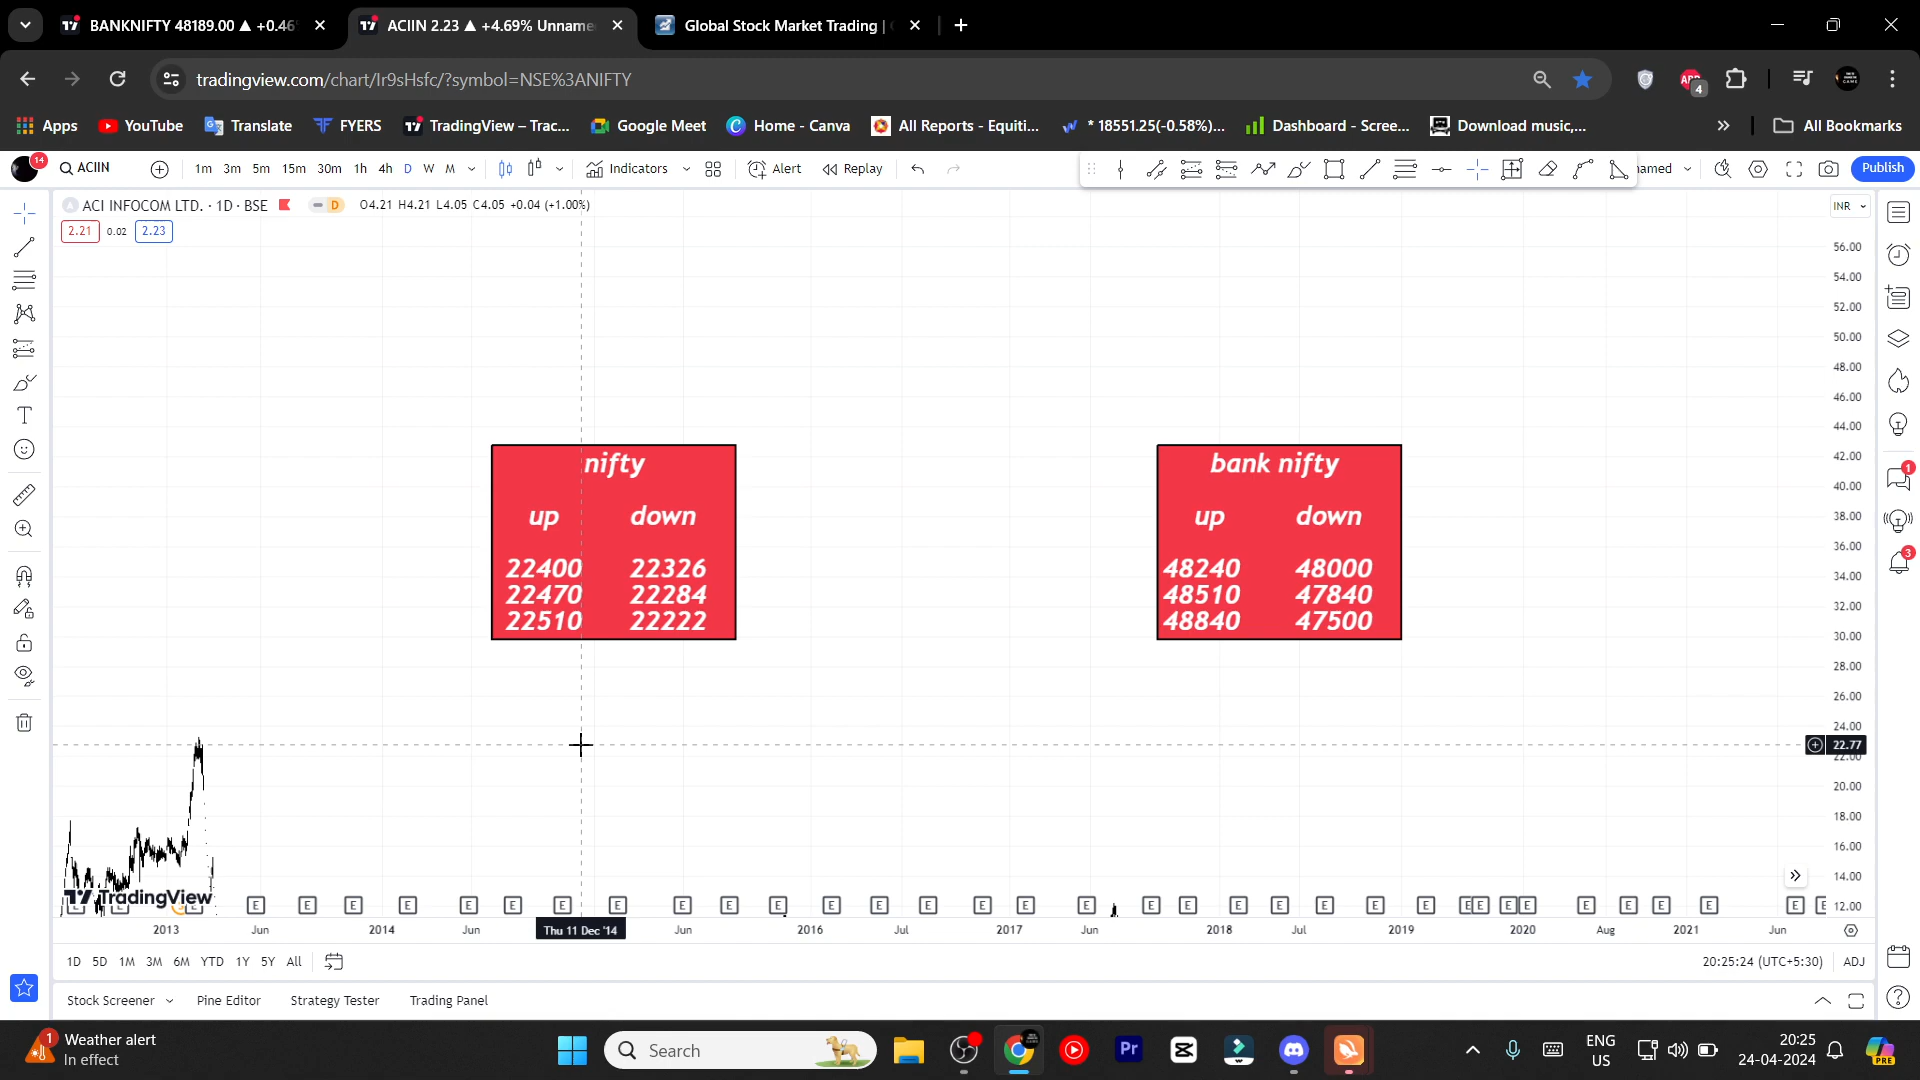 BANKNIFTY 48189.00 ▲ +0.46
ACIIN 2.23 ▲ +4.69% Unname
Global Stock Market Trading |
tradingview.com/chart/Ir9sHsfc/?symbol=NSE%3ANIFTY
4
Apps
YouTube
Translate
FYERS
TradingView – Trac...
Google Meet
Home - Canva
All Reports - Equiti...
* 18551.25(-0.58%)...
Dashboard - Scree...
Download music,...
All Bookmarks
14
ACIIN
1m 3m 5m 15m 30m 1h 4h D W M
Indicators
Alert
Replay
named
Publish
ACI INFOCOM LTD. · 1D · BSE
D
O4.21 H4.21 L4.05 C4.05 +0.04 (+1.00%)
INR
2.21 0.02 2.23
56.00
54.00
52.00
50.00
48.00
46.00
44.00
42.00
40.00
38.00
36.00
34.00
32.00
30.00
28.00
26.00
24.00
22.77
22.00
20.00
18.00
16.00
14.00
12.00
nifty
up down
22400 22326
22470 22284
22510 22222
bank nifty
up down
48240 48000
48510 47840
48840 47500
1
3
TradingView
E E E E E E E E E E E E E E E E E E E E E E E E E E E E E E E E E
2013 Jun 2014 Jun Thu 11 Dec '14 Jun 2016 Jul 2017 Jun 2018 Jul 2019 2020 Aug 2021 Jun
1D 5D 1M 3M 6M YTD 1Y 5Y All
20:25:24 (UTC+5:30) ADJ
Stock Screener Pine Editor Strategy Tester Trading Panel
1
Weather alert
In effect
Search
Pr
ENG
US
20:25
24-04-2024
PRE